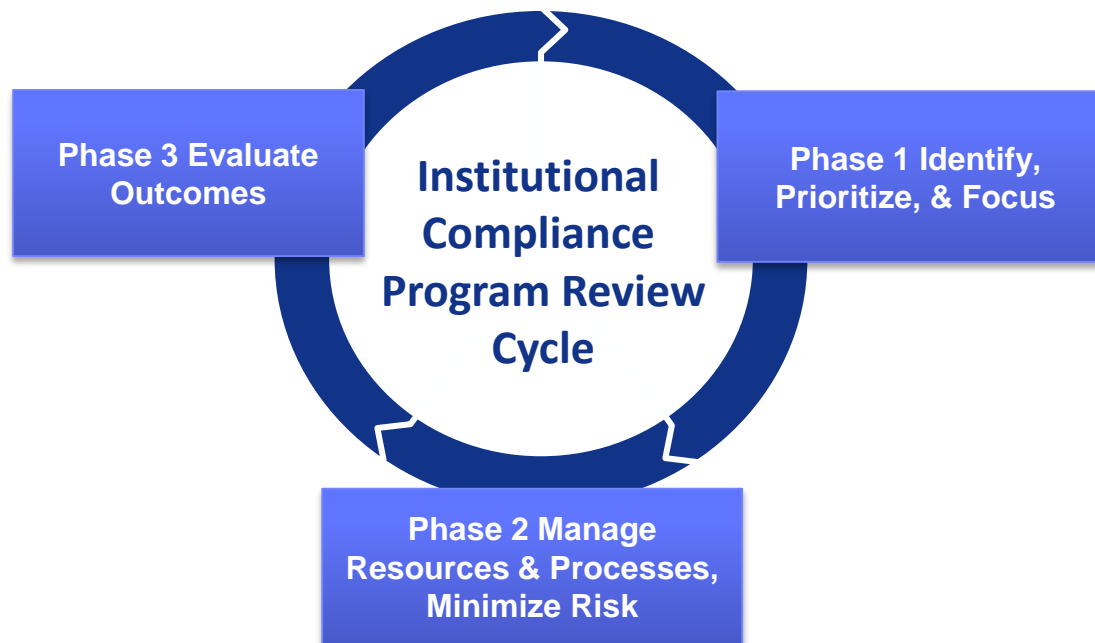 Institutional
Compliance
Program Review
Cycle
Phase 1 Identify,
Prioritize, & Focus
Phase 2 Manage
Resources & Processes,
Minimize Risk
Phase 3 Evaluate
Outcomes